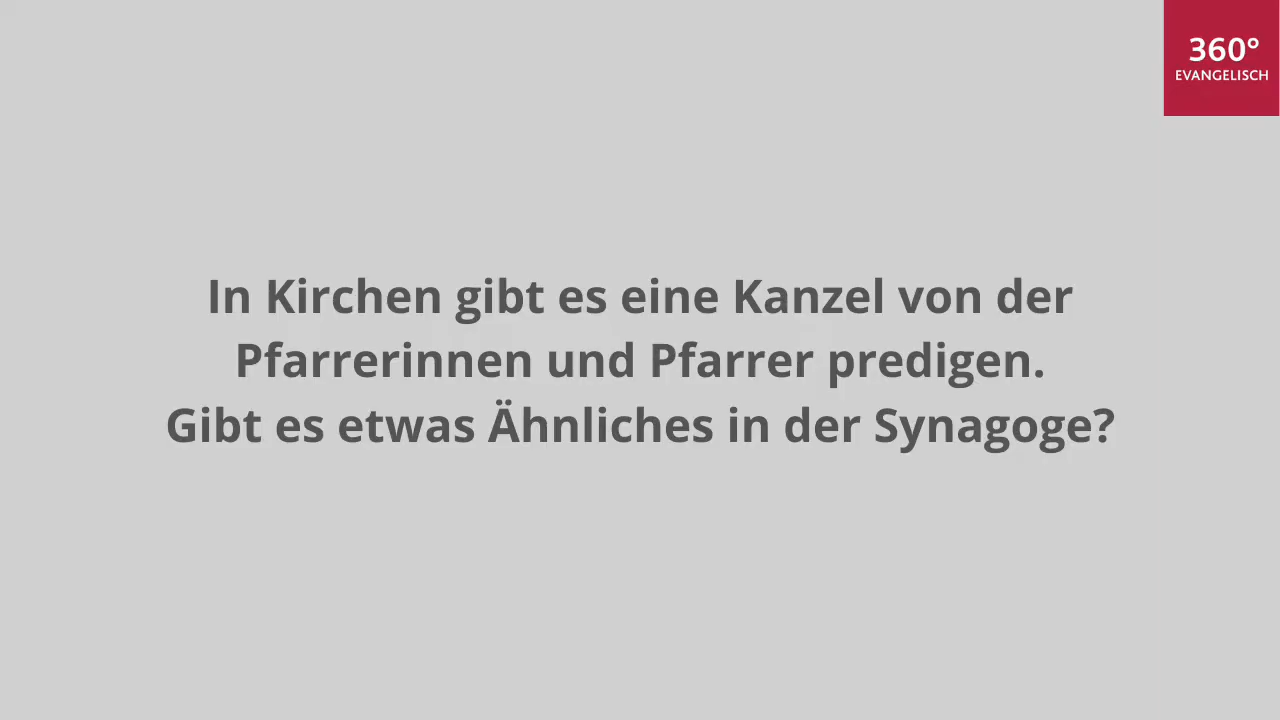 360°
EVANGELISCH
In Kirchen gibt es eine Kanzel von der
Pfarrerinnen und Pfarrer predigen.
Gibt es etwas Ähnliches in der Synagoge?